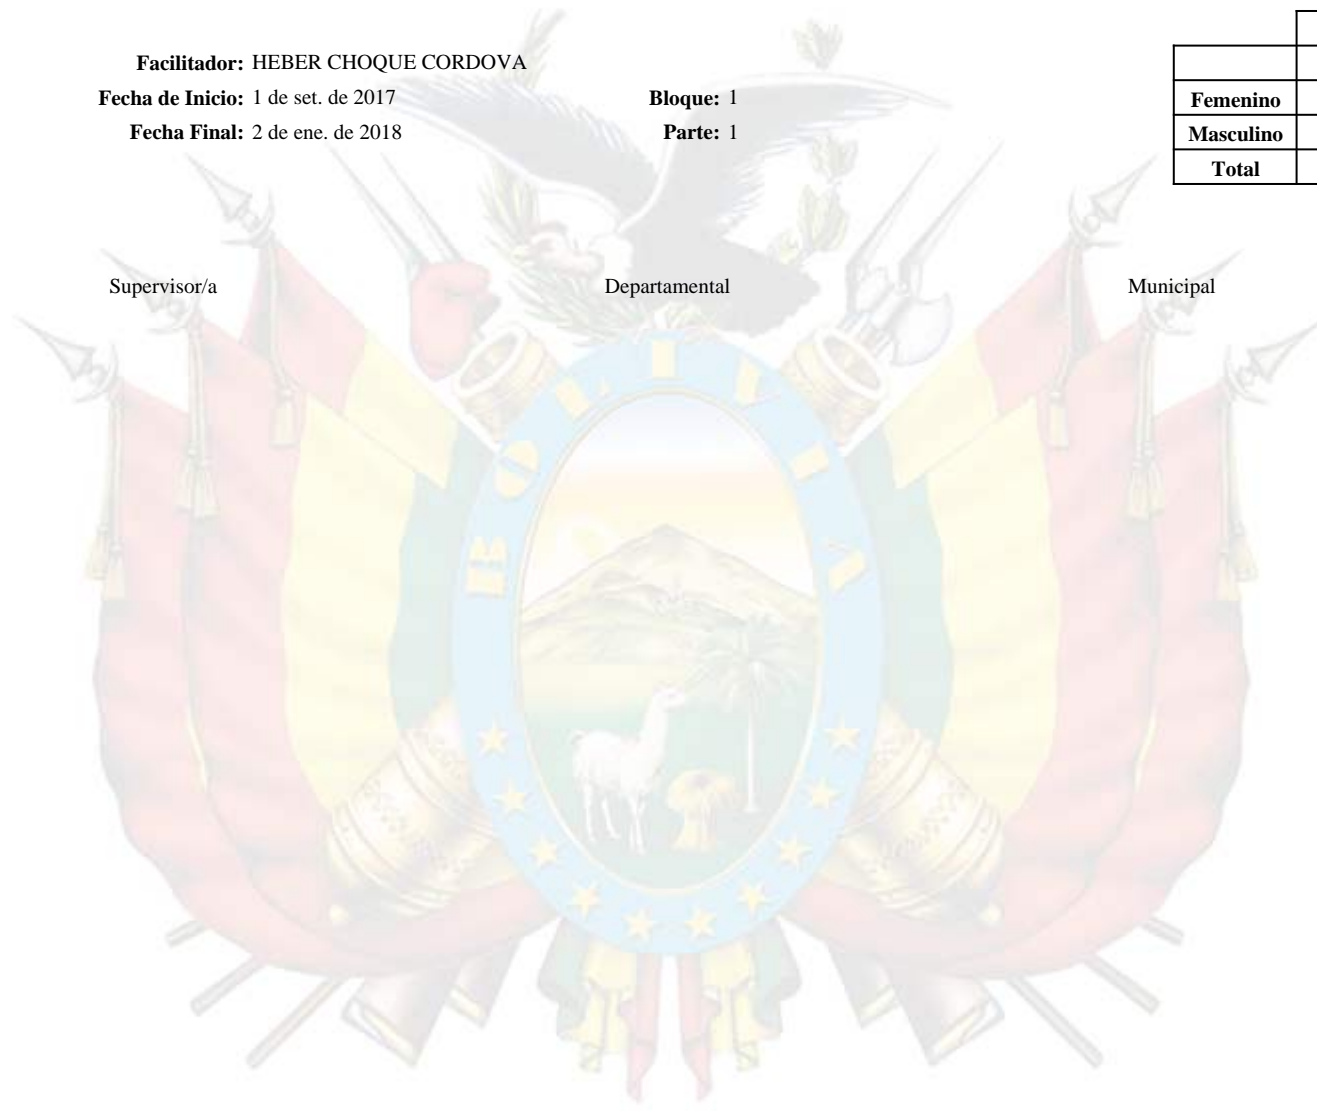 Facilitador: HEBER CHOQUE CORDOVA
Fecha de Inicio: 1 de set. de 2017 Bloque: 1
Fecha Final: 2 de ene. de 2018 Parte: 1
Femenino
Masculino
Total
Supervisor/a Departamental Municipal
BOLIVIA